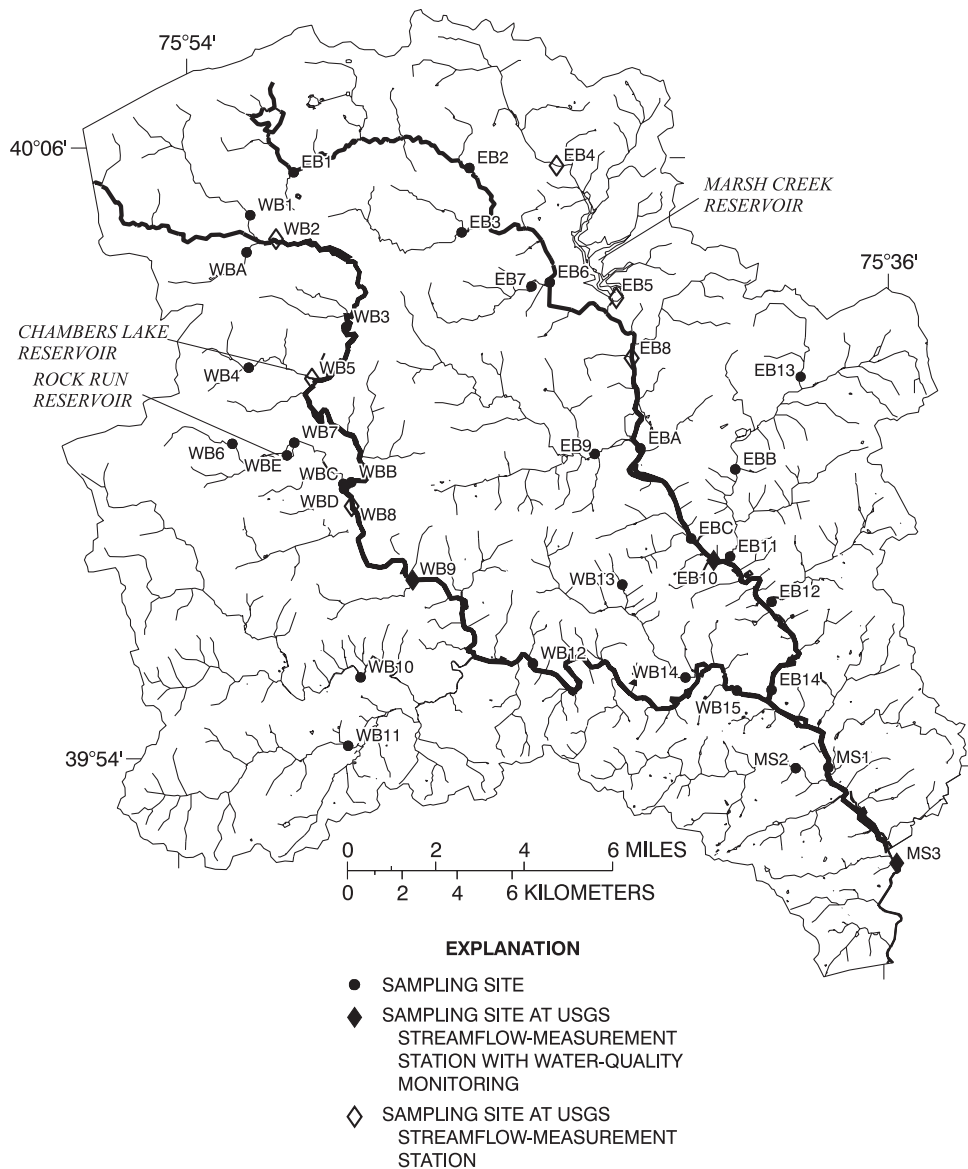 75°54'
40°06'
EB1
EB2
EB4
MARSH CREEK
RESERVOIR
WB1
WB2
EB3
WBA
EB7
EB6
EB5
75°36'
CHAMBERS LAKE
RESERVOIR
WB3
ROCK RUN
RESERVOIR
WB4
WB5
EB8
EB13
WB6
WB7
WBE
WBC
WBB
EB9
EBA
EBB
WBD
WB8
EBC
EB11
WB9
WB13
EB10
EB12
WB12
WB10
WB14
EB14
WB15
WB11
39°54'
MS2
MS1
MS3
0 2 4 6 MILES
0 2 4 6 KILOMETERS
EXPLANATION
SAMPLING SITE
SAMPLING SITE AT USGS
STREAMFLOW-MEASUREMENT
STATION WITH WATER-QUALITY
MONITORING
SAMPLING SITE AT USGS
STREAMFLOW-MEASUREMENT
STATION